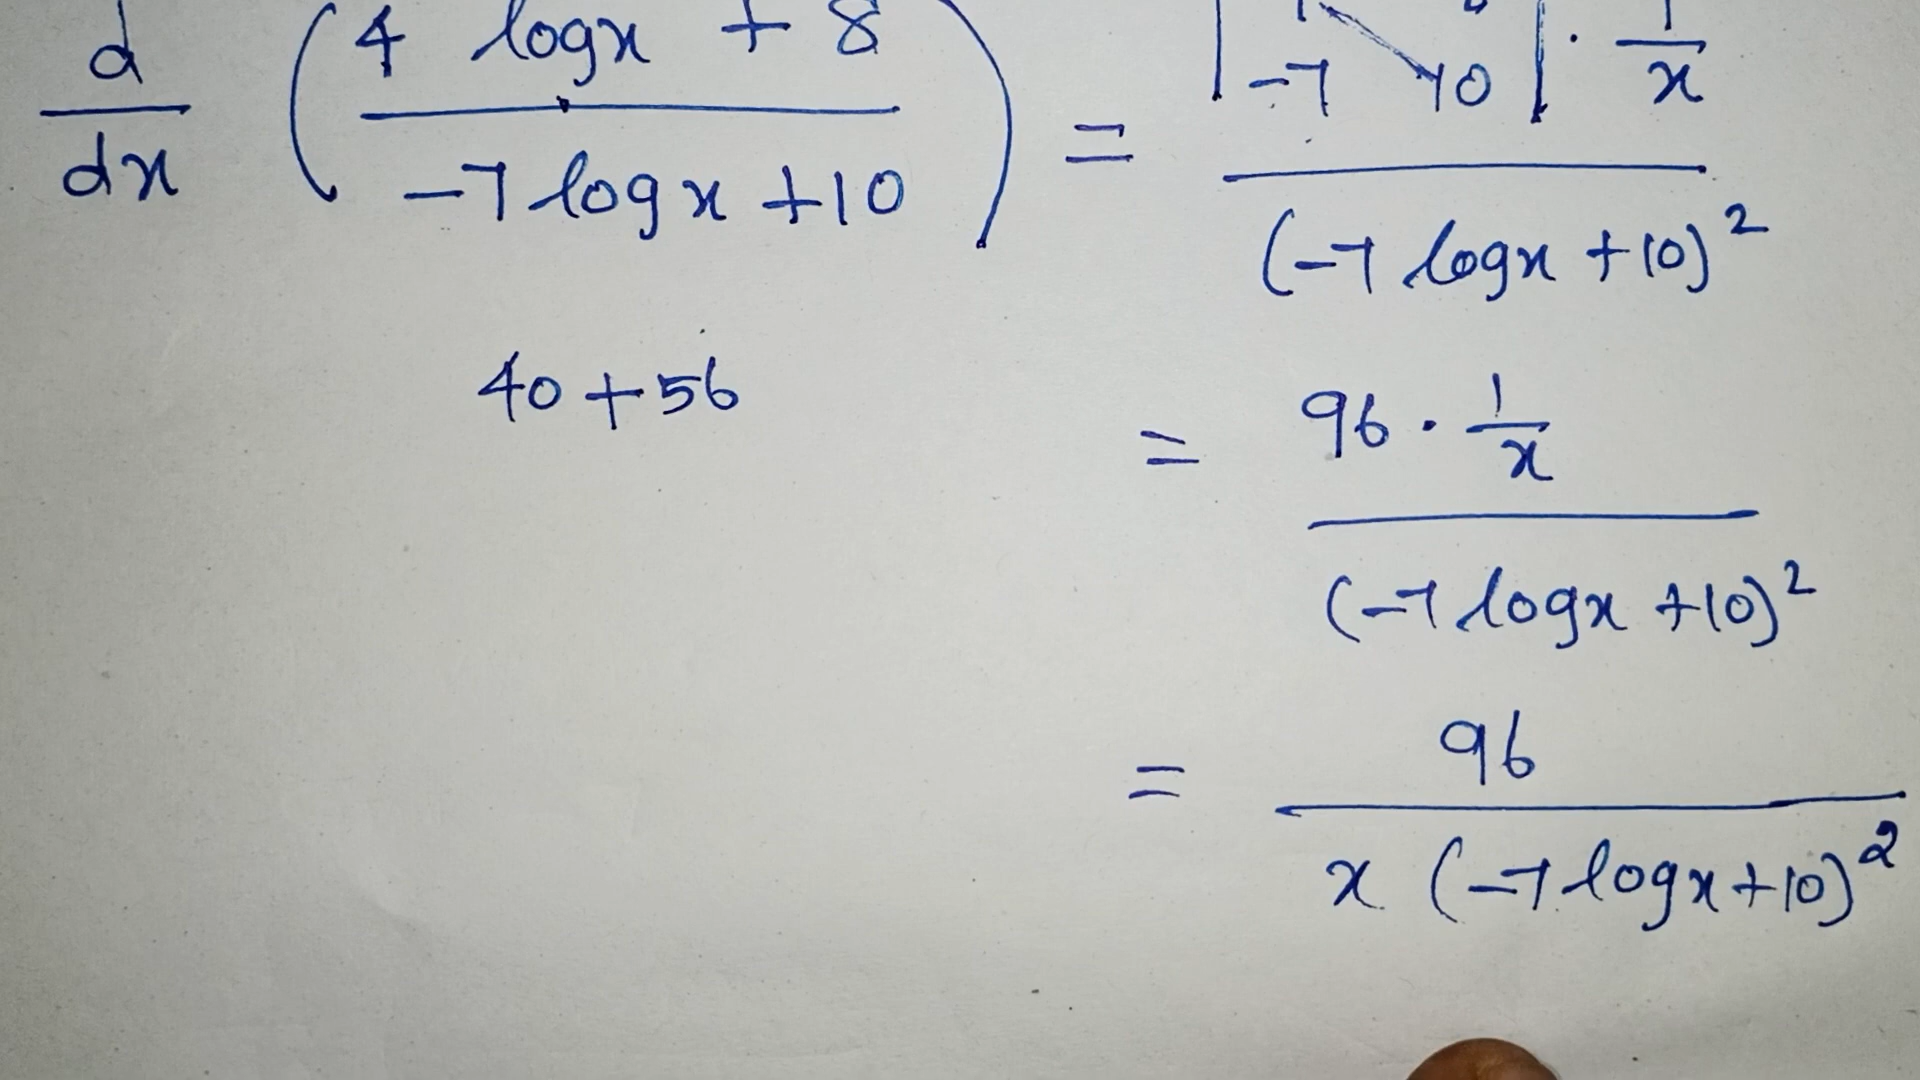 d/dx ( (4 logx + 8) / (-7 logx + 10) ) = | -7 10 | · 1/x / (-7 logx + 10)²
40 + 56
= 96 · 1/x / (-7 logx + 10)²
= 96 / x (-7 logx + 10)²